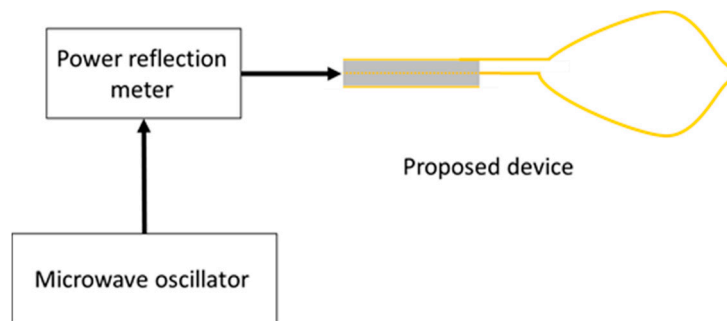 Power reflection
meter
Proposed device
Microwave oscillator